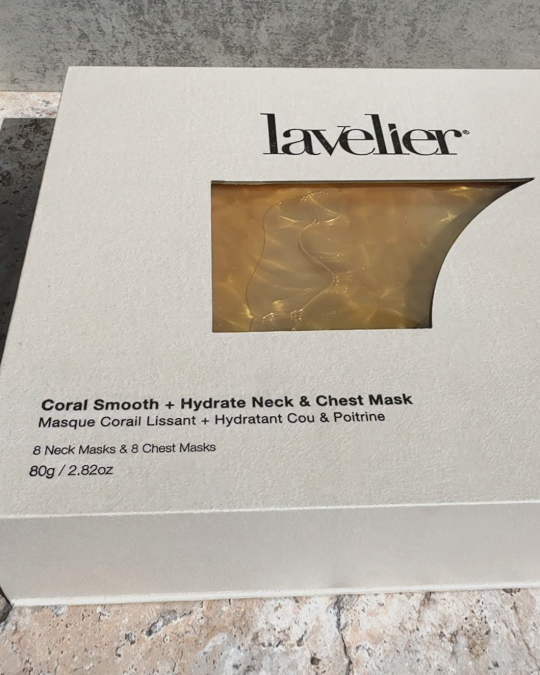 lavelier®
Coral Smooth + Hydrate Neck & Chest Mask
Masque Corail Lissant + Hydratant Cou & Poitrine
8 Neck Masks & 8 Chest Masks
80g / 2.82oz